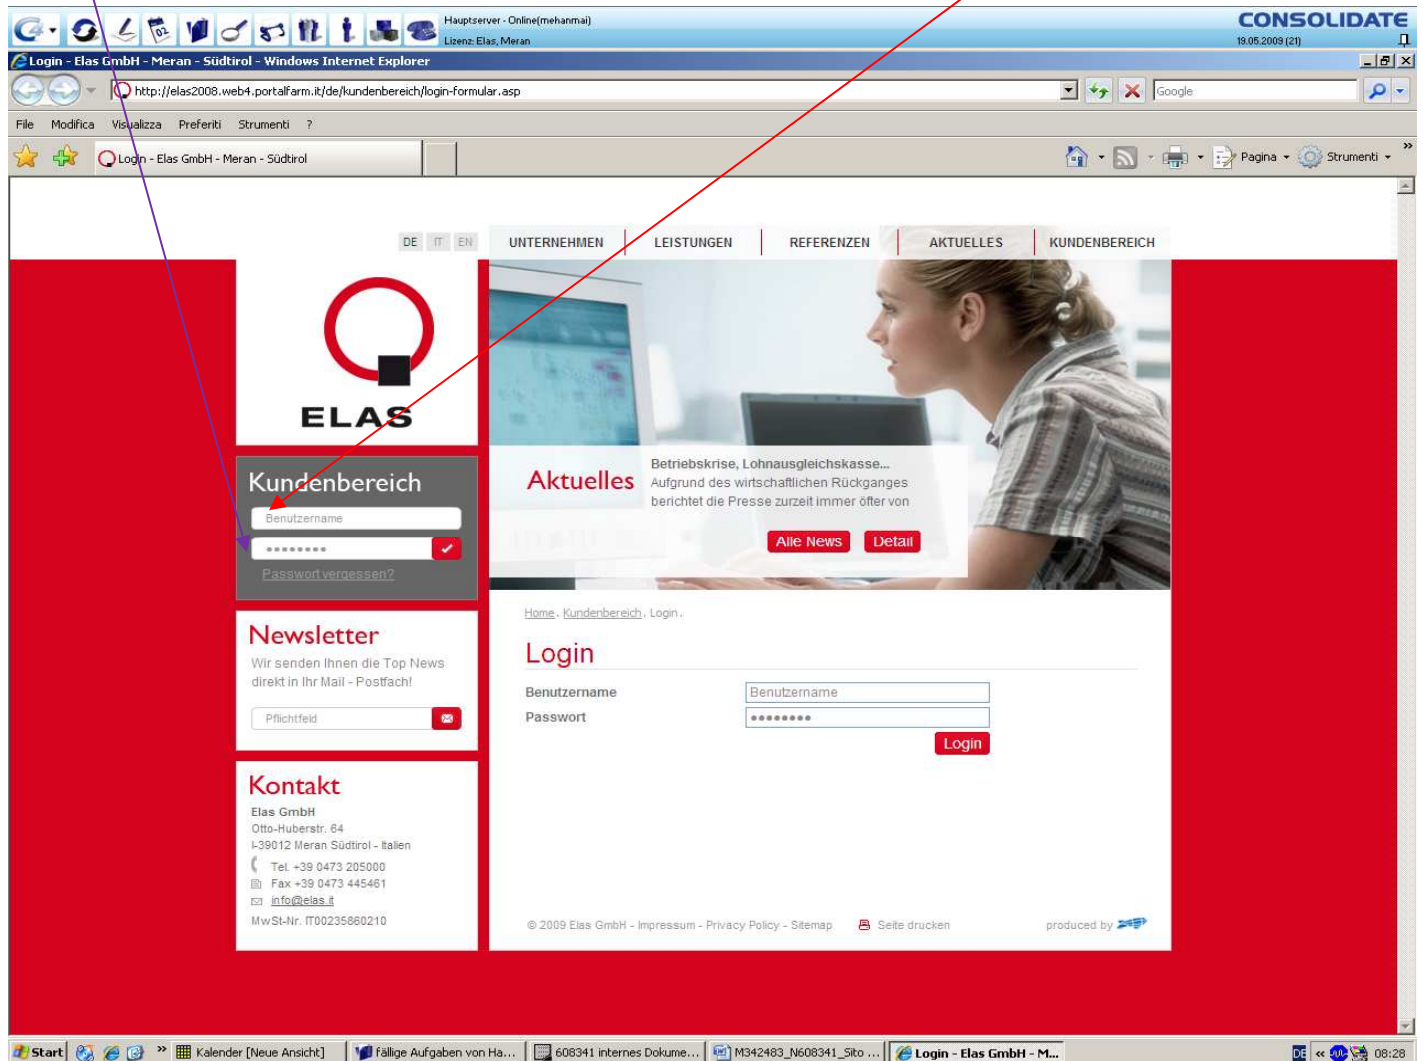 Hauptserver - Online(mehanmai)
Lizenz: Elas, Meran
CONSOLIDATE
19.05.2009 (21)
Login - Elas GmbH - Meran - Südtirol - Windows Internet Explorer
http://elas2008.web4.portalfarm.it/de/kundenbereich/login-formular.asp
Google
File Modifica Visualizza Preferiti Strumenti ?
Login - Elas GmbH - Meran - Südtirol
Pagina
Strumenti
DE IT EN
UNTERNEHMEN LEISTUNGEN REFERENZEN AKTUELLES KUNDENBEREICH
ELAS
Kundenbereich
Benutzername
••••••••
Passwort vergessen?
Aktuelles
Betriebskrise, Lohnausgleichskasse...
Aufgrund des wirtschaftlichen Rückganges
berichtet die Presse zurzeit immer öfter von
Alle News Detail
Newsletter
Wir senden Ihnen die Top News
direkt in Ihr Mail - Postfach!
Pflichtfeld
Kontakt
Elas GmbH
Otto-Huberstr. 64
I-39012 Meran Südtirol - Italien
Tel. +39 0473 205000
Fax +39 0473 445461
info@elas.it
MwSt-Nr. IT00235860210
Home. Kundenbereich. Login.
Login
Benutzername Benutzername
Passwort ••••••••
Login
© 2009 Elas GmbH - Impressum - Privacy Policy - Sitemap Seite drucken produced by
Start
Kalender [Neue Ansicht]
fällige Aufgaben von Ha...
608341 internes Dokume...
M342483_N608341_Sito ...
Login - Elas GmbH - M...
DE
08:28